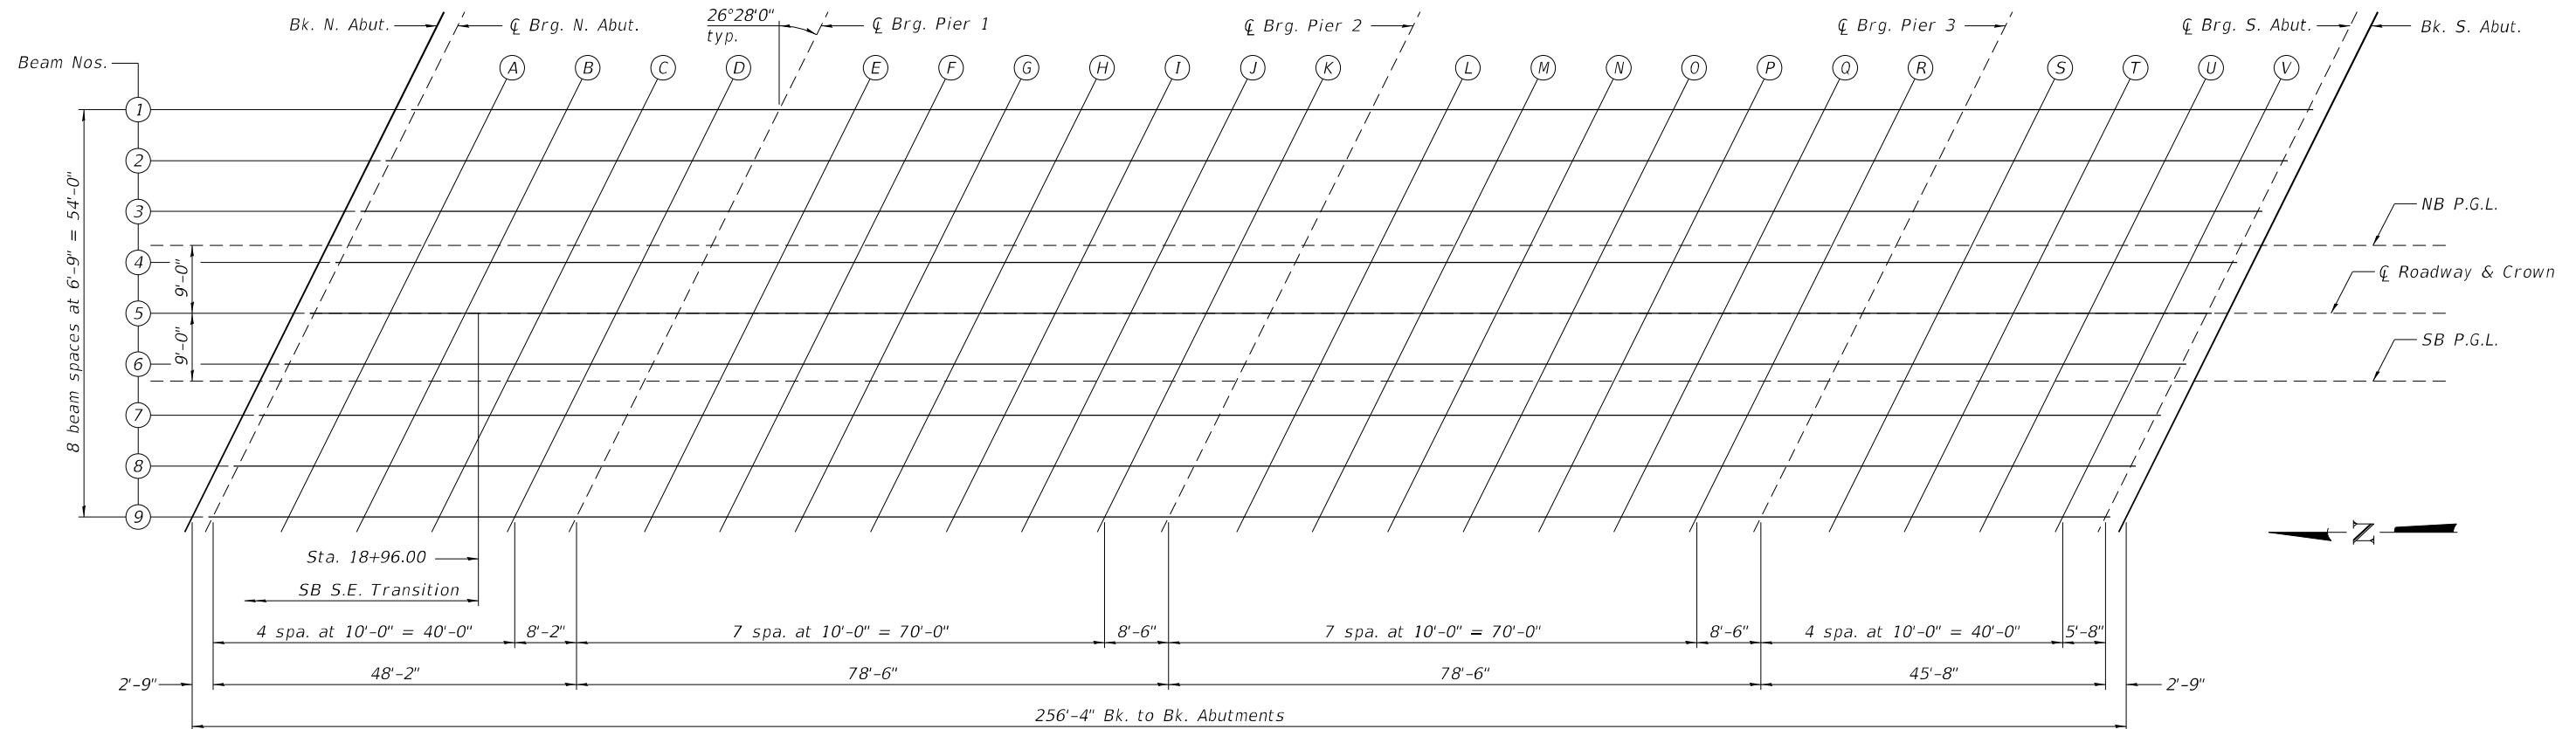 Bk. N. Abut.
℄ Brg. N. Abut.
26°28'0"
typ.
℄ Brg. Pier 1
℄ Brg. Pier 2
℄ Brg. Pier 3
℄ Brg. S. Abut.
Bk. S. Abut.
Beam Nos.
A B C D E F G H I J K L M N O P Q R S T U V
1
2
3
4
5
6
7
8
9
8 beam spaces at 6'-9" = 54'-0"
9'-0"
9'-0"
NB P.G.L.
℄ Roadway & Crown
SB P.G.L.
N
Sta. 18+96.00
SB S.E. Transition
4 spa. at 10'-0" = 40'-0" 8'-2" 7 spa. at 10'-0" = 70'-0" 8'-6" 7 spa. at 10'-0" = 70'-0" 8'-6" 4 spa. at 10'-0" = 40'-0" 5'-8"
2'-9" 48'-2" 78'-6" 78'-6" 45'-8" 2'-9"
256'-4" Bk. to Bk. Abutments